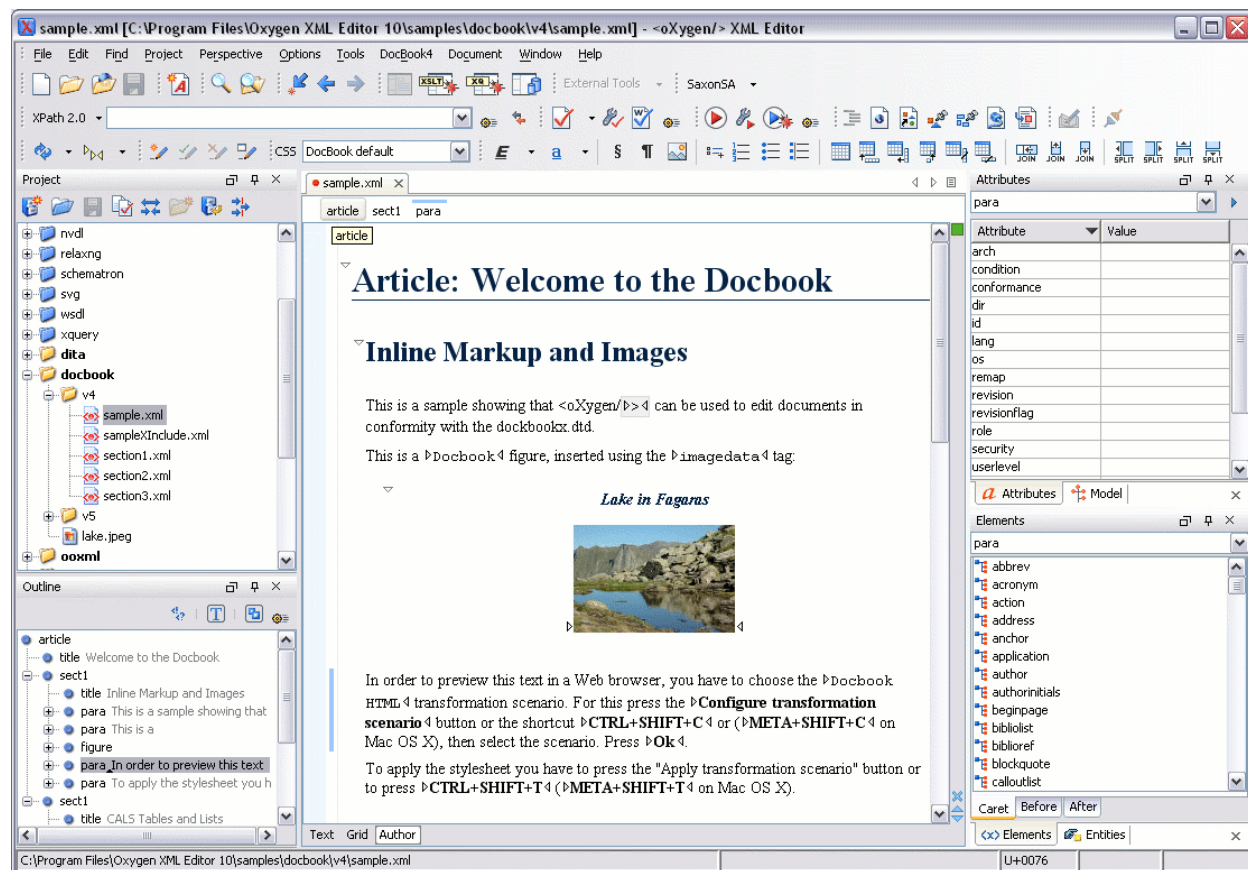 sample.xml [C:\Program Files\Oxygen XML Editor 10\samples\docbook\v4\sample.xml] - <oXygen/> XML Editor
File Edit Find Project Perspective Options Tools DocBook4 Document Window Help
XSLT XQ External Tools SaxonSA
XPath 2.0
CSS DocBook default E a § ¶ JOIN JOIN JOIN SPLIT SPLIT SPLIT SPLIT
Project
nvdl
relaxng
schematron
svg
wsdl
xquery
dita
docbook
v4
sample.xml
sampleXInclude.xml
section1.xml
section2.xml
section3.xml
v5
lake.jpeg
ooxml
Outline
article
title Welcome to the Docbook
sect1
title Inline Markup and Images
para This is a sample showing that
para This is a
figure
para In order to preview this text
para To apply the stylesheet you h
sect1
title CALS Tables and Lists
sample.xml
article sect1 para
article
Article: Welcome to the Docbook
Inline Markup and Images
This is a sample showing that <oXygen/> can be used to edit documents in
conformity with the dockbookx.dtd.
This is a Docbook figure, inserted using the imagedata tag:
Lake in Fagaras
In order to preview this text in a Web browser, you have to choose the Docbook
HTML transformation scenario. For this press the Configure transformation
scenario button or the shortcut CTRL+SHIFT+C or (META+SHIFT+C on
Mac OS X), then select the scenario. Press Ok.
To apply the stylesheet you have to press the "Apply transformation scenario" button or
to press CTRL+SHIFT+T (META+SHIFT+T on Mac OS X).
Text Grid Author
Attributes
para
Attribute Value
arch
condition
conformance
dir
id
lang
os
remap
revision
revisionflag
role
security
userlevel
Attributes Model
Elements
para
abbrev
acronym
action
address
anchor
application
author
authorinitials
beginpage
bibliolist
biblioref
blockquote
calloutlist
Caret Before After
Elements Entities
C:\Program Files\Oxygen XML Editor 10\samples\docbook\v4\sample.xml
U+0076